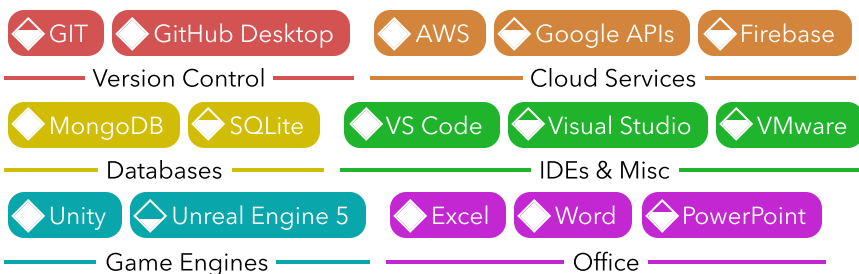 GIT GitHub Desktop AWS Google APIs Firebase
Version Control Cloud Services
MongoDB SQLite VS Code Visual Studio VMware
Databases IDEs & Misc
Unity Unreal Engine 5 Excel Word PowerPoint
Game Engines Office